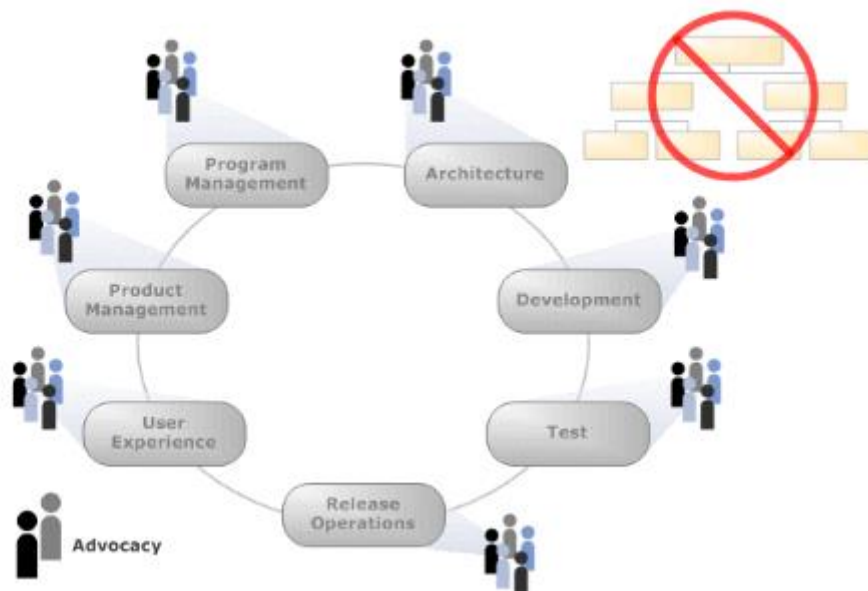 Program
Management
Architecture
Product
Management
Development
User
Experience
Test
Release
Operations
Advocacy